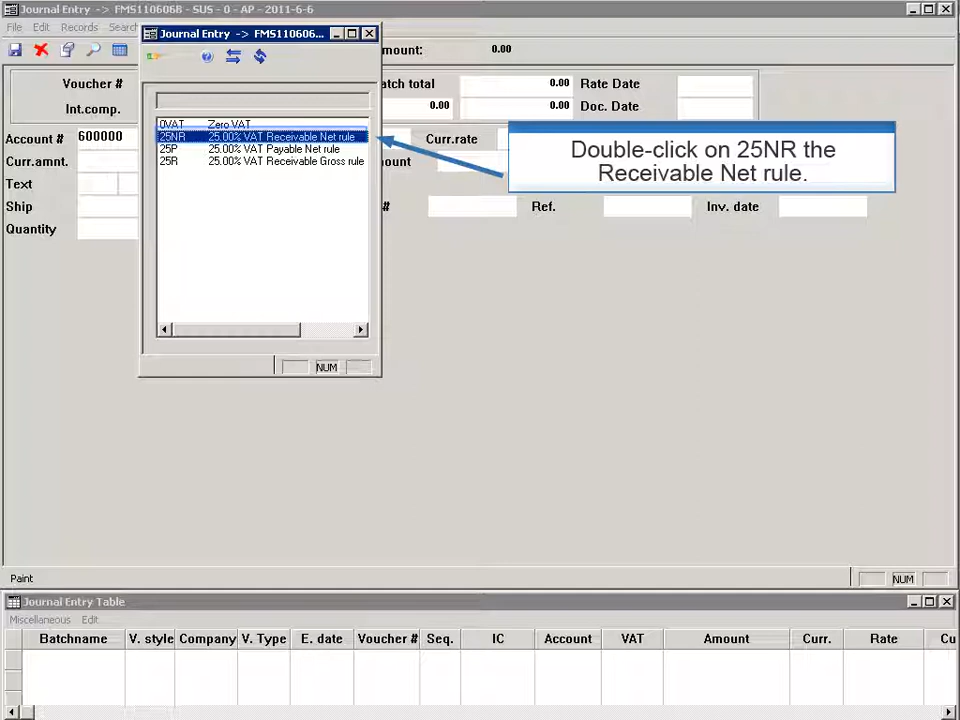 Journal Entry -> FMS110606B - SUS - 0 - AP - 2011-6-6
File Edit Records Search
Journal Entry -> FMS110606...
mount: 0.00
Voucher # atch total 0.00 Rate Date
Int.comp. 0.00 0.00 Doc. Date
0VAT Zero VAT
Account # 600000 25NR 25.00% VAT Receivable Net rule Curr.rate
25P 25.00% VAT Payable Net rule
Curr.amnt. 25R 25.00% VAT Receivable Gross rule ount
Double-click on 25NR the
Receivable Net rule.
Text
Ship # Ref. Inv. date
Quantity
NUM
Paint NUM
Journal Entry Table
Miscellaneous Edit
Batchname V. style Company V. Type E. date Voucher # Seq. IC Account VAT Amount Curr. Rate Cu